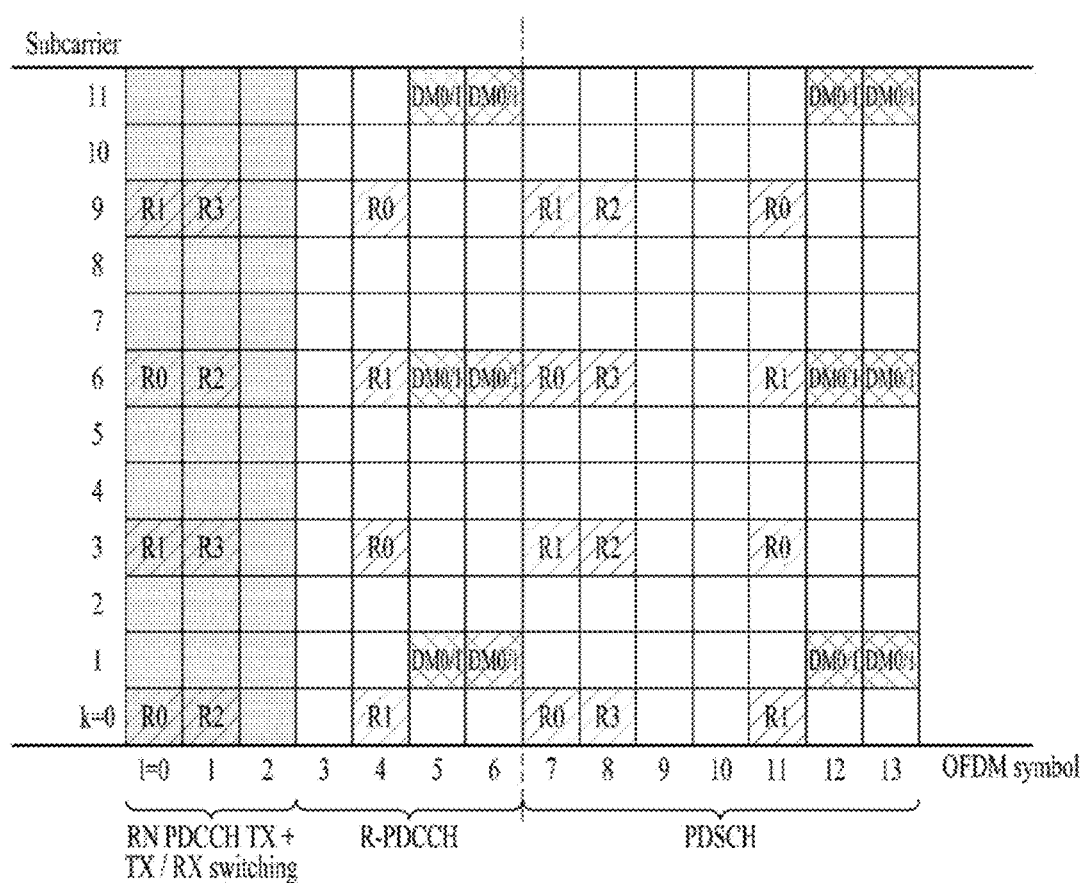 Subcarrier
11 DM0/1 DM0/1 DM0/1 DM0/1
10
9 R1 R3 R0 R1 R2 R0
8
7
6 R0 R2 R1 DM0/1 DM0/1 R0 R3 R1 DM0/1 DM0/1
5
4
3 R1 R3 R0 R1 R2 R0
2
1 DM0/1 DM0/1 DM0/1 DM0/1
k=0 R0 R2 R1 R0 R3 R1
l=0 1 2 3 4 5 6 7 8 9 10 11 12 13 OFDM symbol
RN PDCCH TX + R-PDCCH PDSCH
TX / RX switching